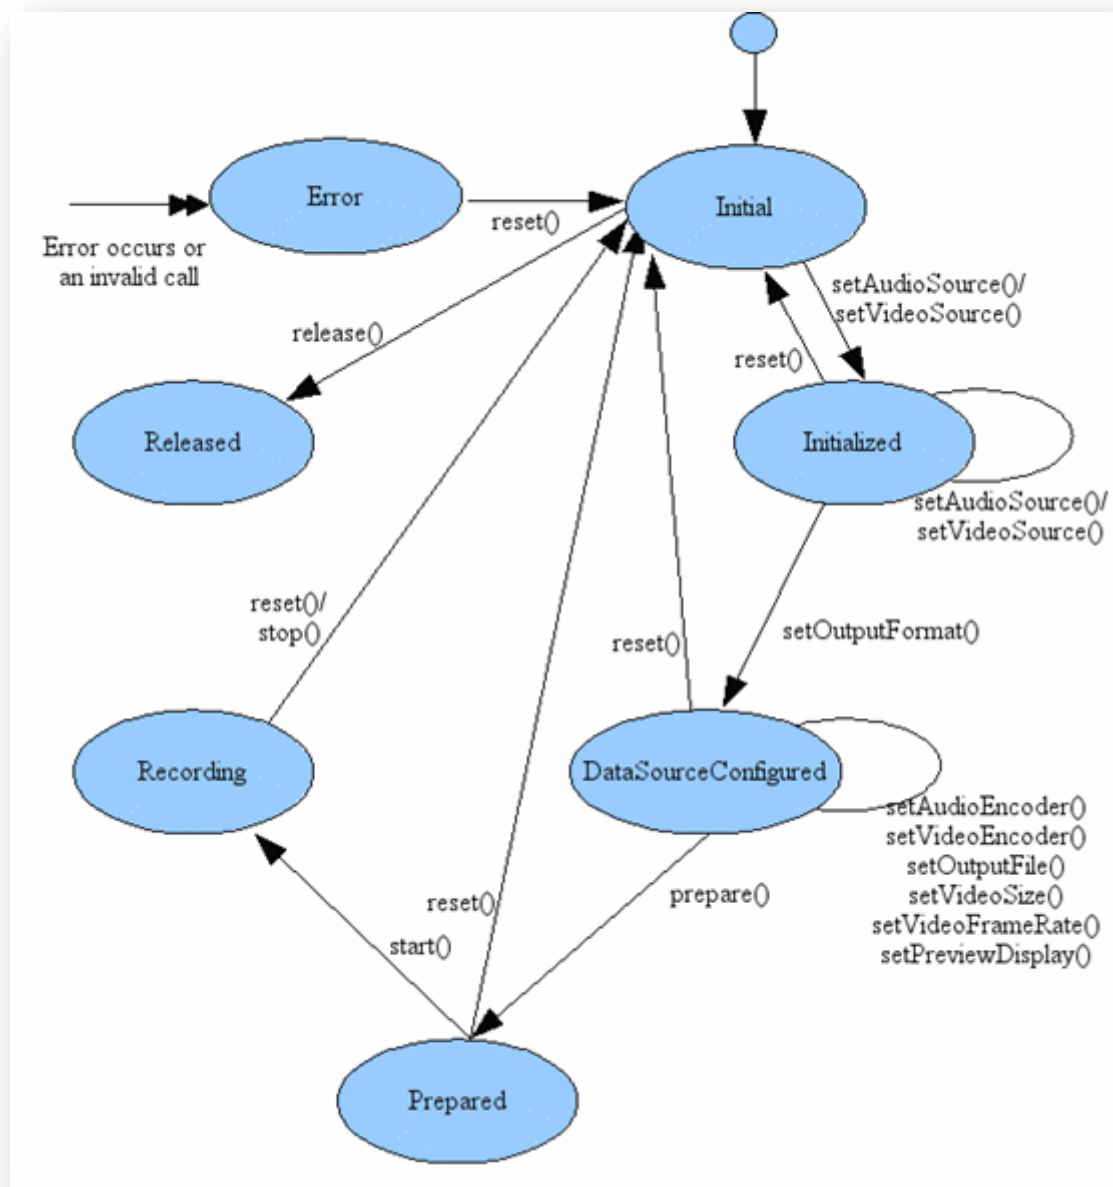 Error
Initial
reset()
Error occurs or
an invalid call
setAudioSource()/
setVideoSource()
release()
reset()
Released
Initialized
setAudioSource()/
setVideoSource()
reset()/
stop()
setOutputFormat()
reset()
Recording
DataSourceConfigured
setAudioEncoder()
setVideoEncoder()
setOutputFile()
setVideoSize()
setVideoFrameRate()
setPreviewDisplay()
prepare()
reset()
start()
Prepared